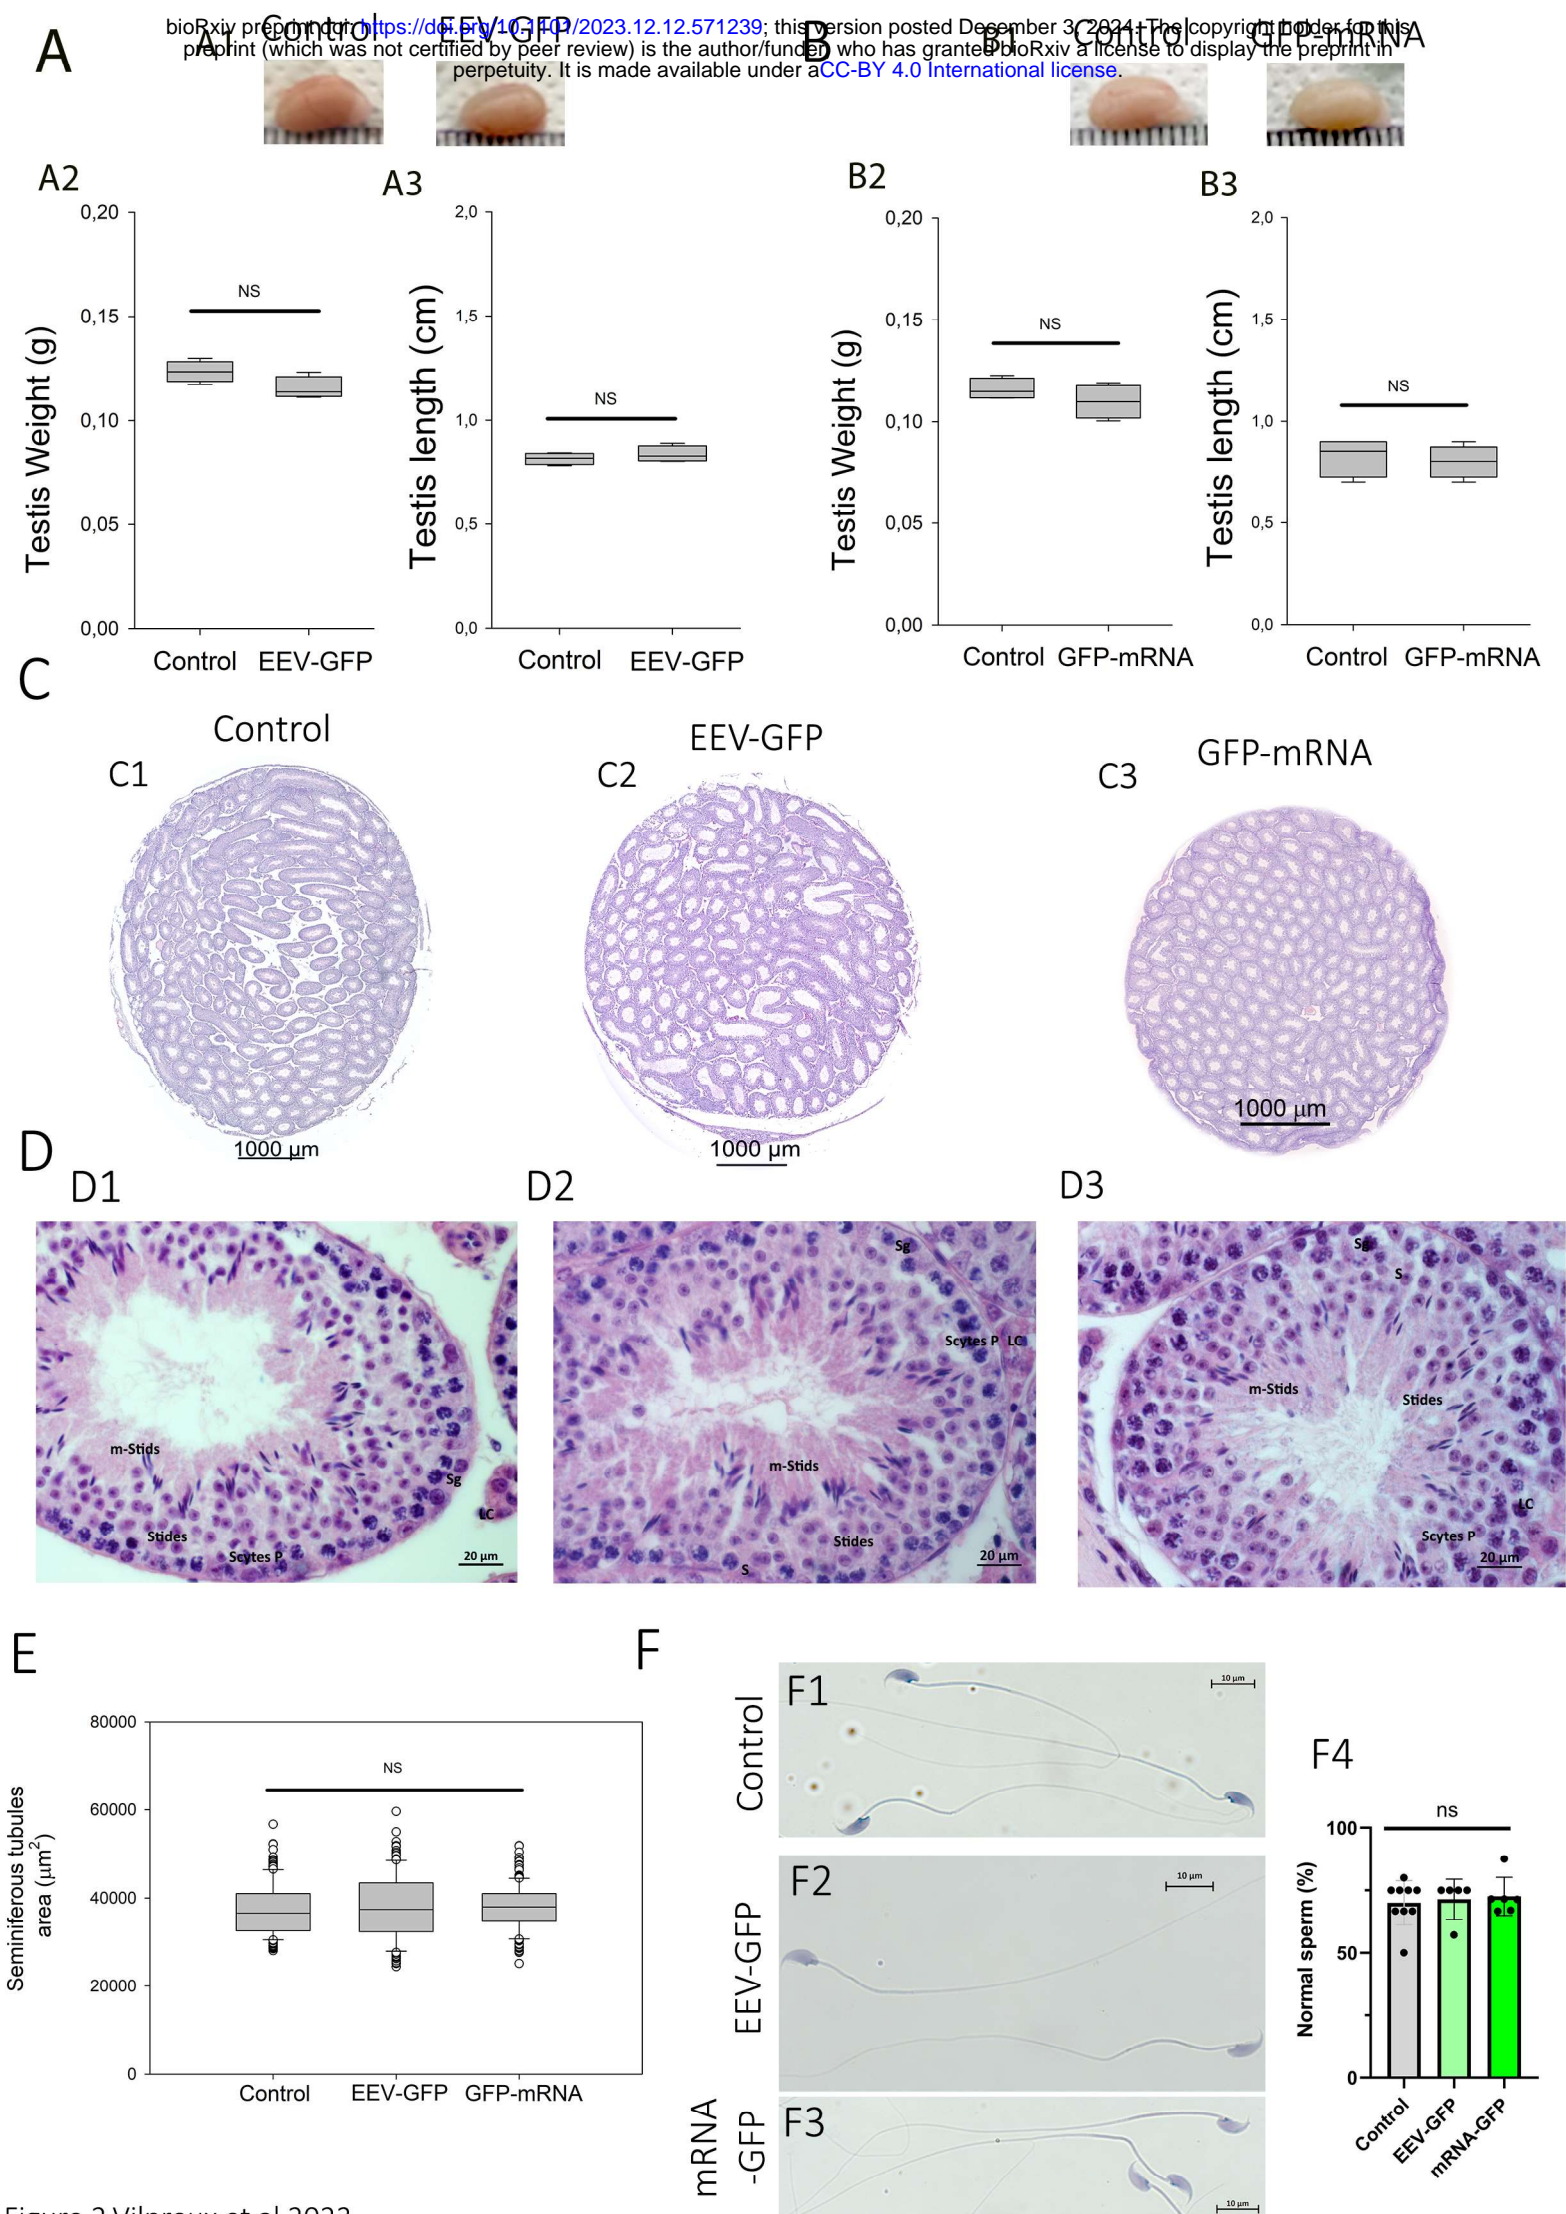 bioRxiv preprint doi: https://doi.org/10.1101/2023.12.12.571239; this version posted December 3, 2024. The copyright holder for this
preprint (which was not certified by peer review) is the author/funder, who has granted bioRxiv a license to display the preprint in
perpetuity. It is made available under aCC-BY 4.0 International license.
A
A1
Control
EEV-GFP
B
B1
Control
GFP-mRNA
A2
Testis Weight (g)
0,20
0,15
0,10
0,05
0,00
NS
Control
EEV-GFP
A3
Testis length (cm)
2,0
1,5
1,0
0,5
0,0
NS
Control
EEV-GFP
B2
Testis Weight (g)
0,20
0,15
0,10
0,05
0,00
NS
Control
GFP-mRNA
B3
Testis length (cm)
2,0
1,5
1,0
0,5
0,0
NS
Control
GFP-mRNA
C
Control
C1
1000 µm
EEV-GFP
C2
1000 µm
GFP-mRNA
C3
1000 µm
D
D1
m-Stids
Sg
LC
Stides
Scytes P
20 µm
D2
Sg
Scytes P
LC
m-Stids
Stides
S
20 µm
D3
Sg
S
m-Stids
Stides
LC
Scytes P
20 µm
E
Seminiferous tubules
area (µm²)
80000
60000
40000
20000
0
NS
Control
EEV-GFP
GFP-mRNA
F
Control
F1
10 µm
EEV-GFP
F2
10 µm
mRNA
-GFP
F3
10 µm
F4
ns
Normal sperm (%)
100
50
0
Control
EEV-GFP
mRNA-GFP